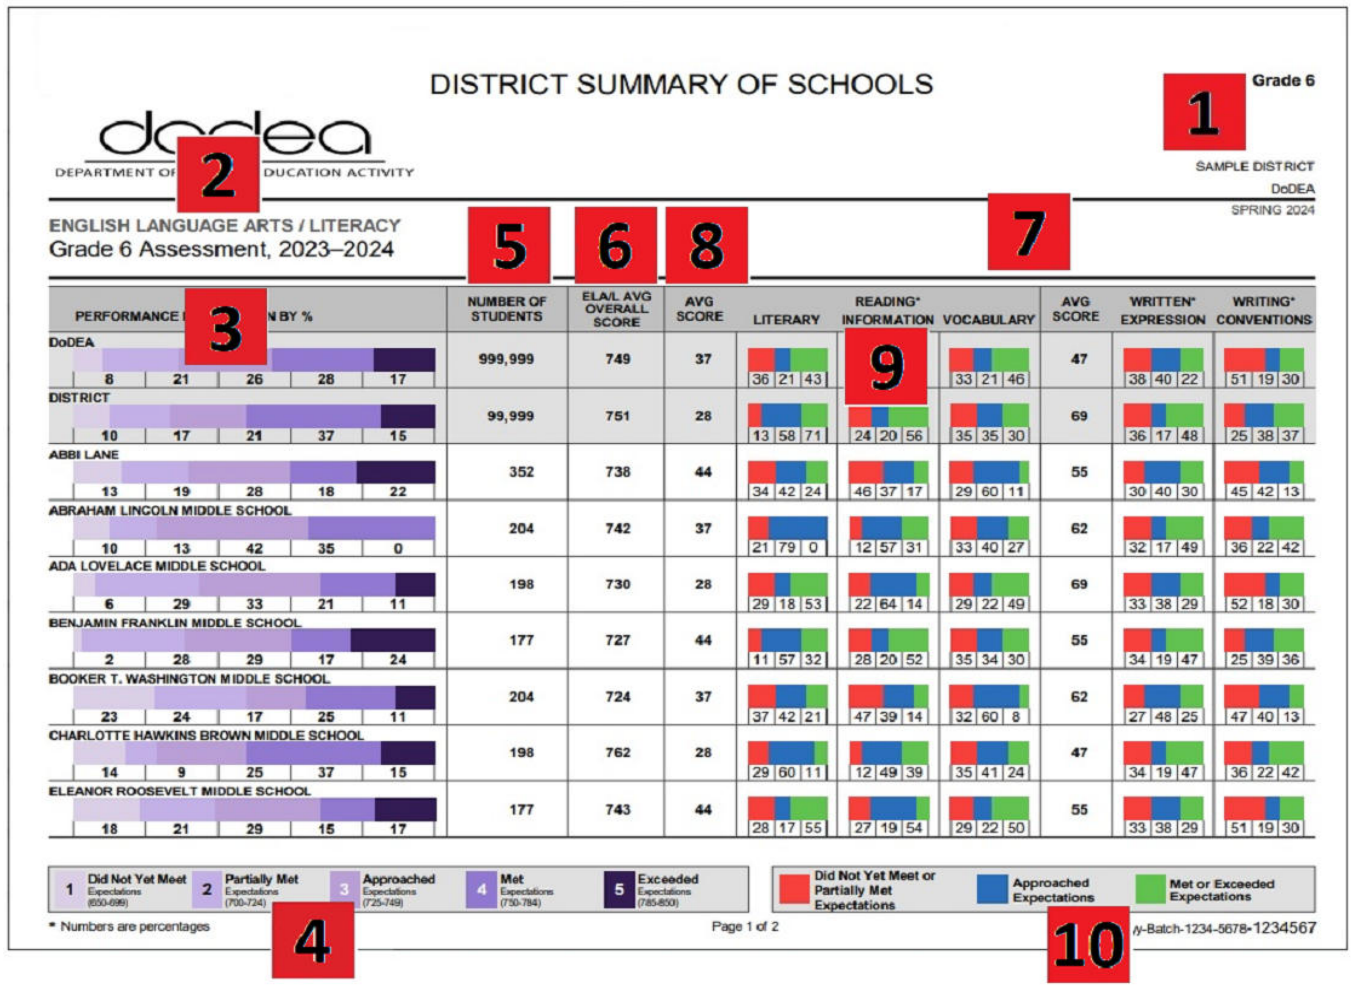 DISTRICT SUMMARY OF SCHOOLS
Grade 6
1
dodea
2
DEPARTMENT OF DUCATION ACTIVITY
SAMPLE DISTRICT
DoDEA
SPRING 2024
ENGLISH LANGUAGE ARTS / LITERACY
Grade 6 Assessment, 2023–2024
5 6 8 7
PERFORMANCE 3 N BY %
NUMBER OF STUDENTS
ELA/L AVG OVERALL SCORE
AVG SCORE
READING*
LITERARY INFORMATION VOCABULARY
AVG SCORE
WRITTEN* EXPRESSION
WRITING* CONVENTIONS
DoDEA
8 21 26 28 17 999,999 749 37 36 21 43 9 33 21 46 47 38 40 22 51 19 30
DISTRICT
10 17 21 37 15 99,999 751 28 13 58 71 24 20 56 35 35 30 69 36 17 48 25 38 37
ABBI LANE
13 19 28 18 22 352 738 44 34 42 24 46 37 17 29 60 11 55 30 40 30 45 42 13
ABRAHAM LINCOLN MIDDLE SCHOOL
10 13 42 35 0 204 742 37 21 79 0 12 57 31 33 40 27 62 32 17 49 36 22 42
ADA LOVELACE MIDDLE SCHOOL
6 29 33 21 11 198 730 28 29 18 53 22 64 14 29 22 49 69 33 38 29 52 18 30
BENJAMIN FRANKLIN MIDDLE SCHOOL
2 28 29 17 24 177 727 44 11 57 32 28 20 52 35 34 30 55 34 19 47 25 39 36
BOOKER T. WASHINGTON MIDDLE SCHOOL
23 24 17 25 11 204 724 37 37 42 21 47 39 14 32 60 8 62 27 48 25 47 40 13
CHARLOTTE HAWKINS BROWN MIDDLE SCHOOL
14 9 25 37 15 198 762 28 29 60 11 12 49 39 35 41 24 47 34 19 47 36 22 42
ELEANOR ROOSEVELT MIDDLE SCHOOL
18 21 29 15 17 177 743 44 28 17 55 27 19 54 29 22 50 55 33 38 29 51 19 30
1 Did Not Yet Meet Expectations (650-699)
2 Partially Met Expectations (700-724)
3 Approached Expectations (725-749)
4 Met Expectations (750-784)
5 Exceeded Expectations (785-850)
Did Not Yet Meet or Partially Met Expectations
Approached Expectations
Met or Exceeded Expectations
* Numbers are percentages
4
Page 1 of 2
10
y-Batch-1234-5678-1234567